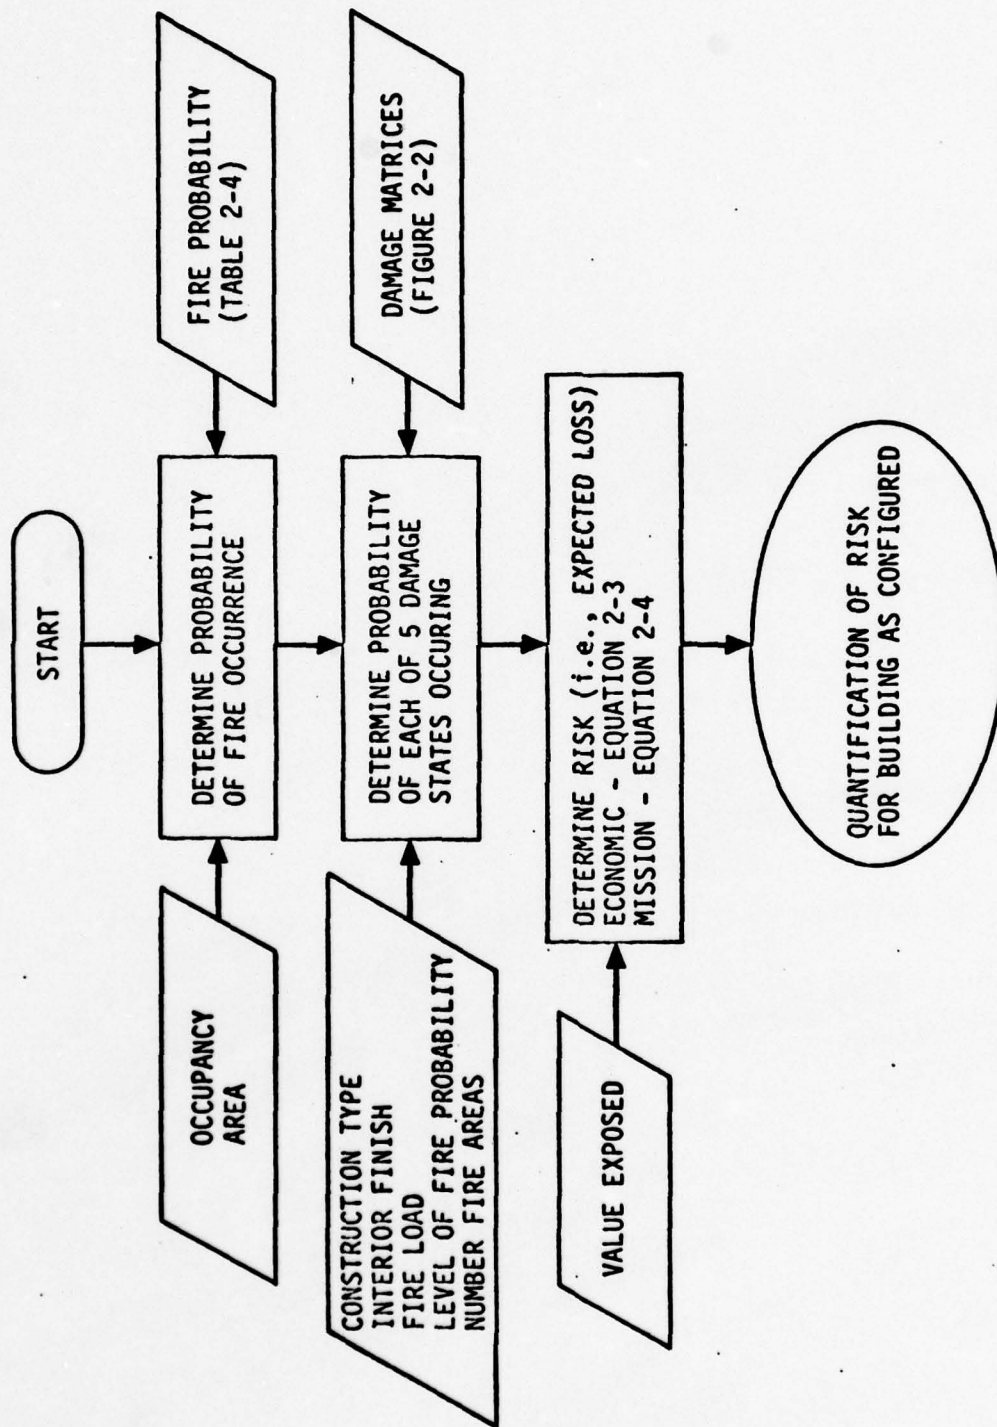 START
OCCUPANCY
AREA
DETERMINE PROBABILITY
OF FIRE OCCURRENCE
FIRE PROBABILITY
(TABLE 2-4)
CONSTRUCTION TYPE
INTERIOR FINISH
FIRE LOAD
LEVEL OF FIRE PROBABILITY
NUMBER FIRE AREAS
DETERMINE PROBABILITY
OF EACH OF 5 DAMAGE
STATES OCCURING
DAMAGE MATRICES
(FIGURE 2-2)
VALUE EXPOSED
DETERMINE RISK (i.e., EXPECTED LOSS)
ECONOMIC - EQUATION 2-3
MISSION - EQUATION 2-4
QUANTIFICATION OF RISK
FOR BUILDING AS CONFIGURED